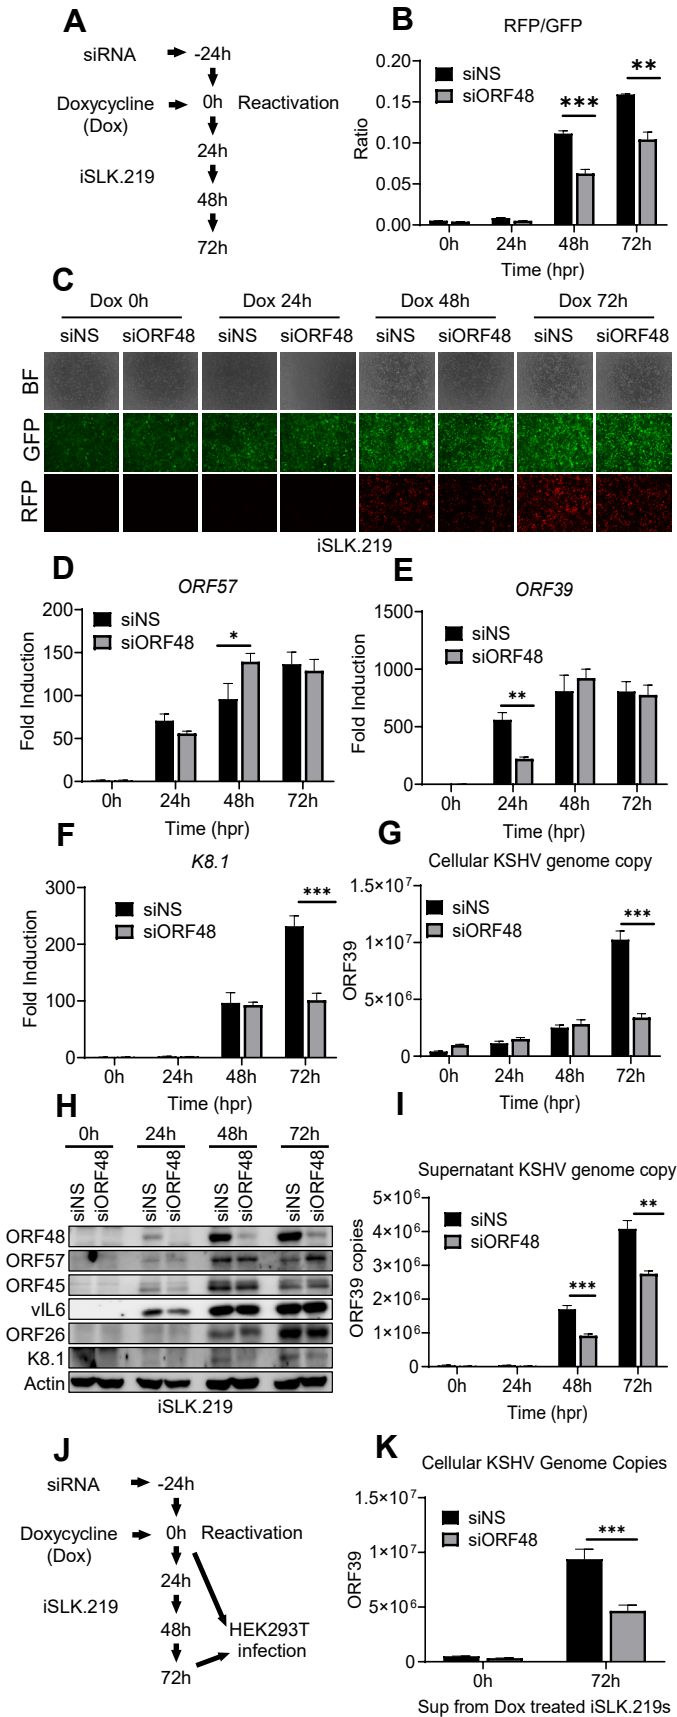 A
siRNA
-24h
Doxycycline
(Dox)
0h
Reactivation
24h
iSLK.219
48h
72h
B
RFP/GFP
siNS
siORF48
***
**
Ratio
0.20
0.15
0.10
0.05
0.00
0h 24h 48h 72h
Time (hpr)
C
Dox 0h Dox 24h Dox 48h Dox 72h
siNS siORF48 siNS siORF48 siNS siORF48 siNS siORF48
BF
GFP
RFP
iSLK.219
D
ORF57
siNS
siORF48
*
Fold Induction
200
150
100
50
0
0h 24h 48h 72h
Time (hpr)
E
ORF39
siNS
siORF48
**
Fold Induction
1500
1000
500
0
0h 24h 48h 72h
Time (hpr)
F
K8.1
siNS
siORF48
***
Fold Induction
300
200
100
0
0h 24h 48h 72h
Time (hpr)
G
Cellular KSHV genome copy
siNS
siORF48
***
ORF39
1.5×10⁷
1×10⁷
5×10⁶
0
0h 24h 48h 72h
Time (hpr)
H
0h 24h 48h 72h
siNS siORF48 siNS siORF48 siNS siORF48 siNS siORF48
ORF48
ORF57
ORF45
vIL6
ORF26
K8.1
Actin
iSLK.219
I
Supernatant KSHV genome copy
siNS
siORF48
***
**
ORF39 copies
5×10⁶
4×10⁶
3×10⁶
2×10⁶
1×10⁶
0
0h 24h 48h 72h
Time (hpr)
J
siRNA
-24h
Doxycycline
(Dox)
0h
Reactivation
24h
iSLK.219
48h
72h
HEK293T
infection
K
Cellular KSHV Genome Copies
siNS
siORF48
***
ORF39
1.5×10⁷
1×10⁷
5×10⁶
0
0h 72h
Sup from Dox treated iSLK.219s